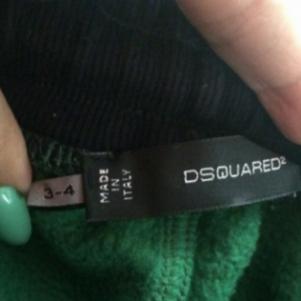 3-4
MADE
IN
ITALY
DSQUARED²